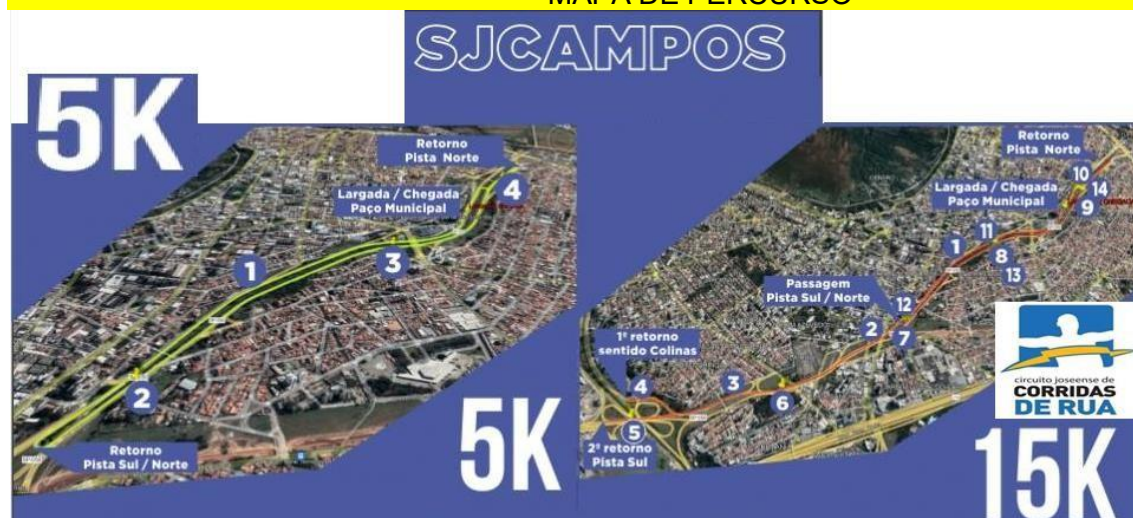 MAPA DE PERCURSO
SJCAMPOS
5K
Retorno
Pista Norte
Largada / Chegada
Paço Municipal
4
1
3
2
Retorno
Pista Sul / Norte
5K
Retorno
Pista Norte
10
Largada / Chegada
Paço Municipal
14
9
11
1
8
13
Passagem
Pista Sul / Norte
12
2
7
1º retorno
sentido Colinas
3
4
6
5
2º retorno
Pista Sul
circuito joseense de
CORRIDAS
DE RUA
15K